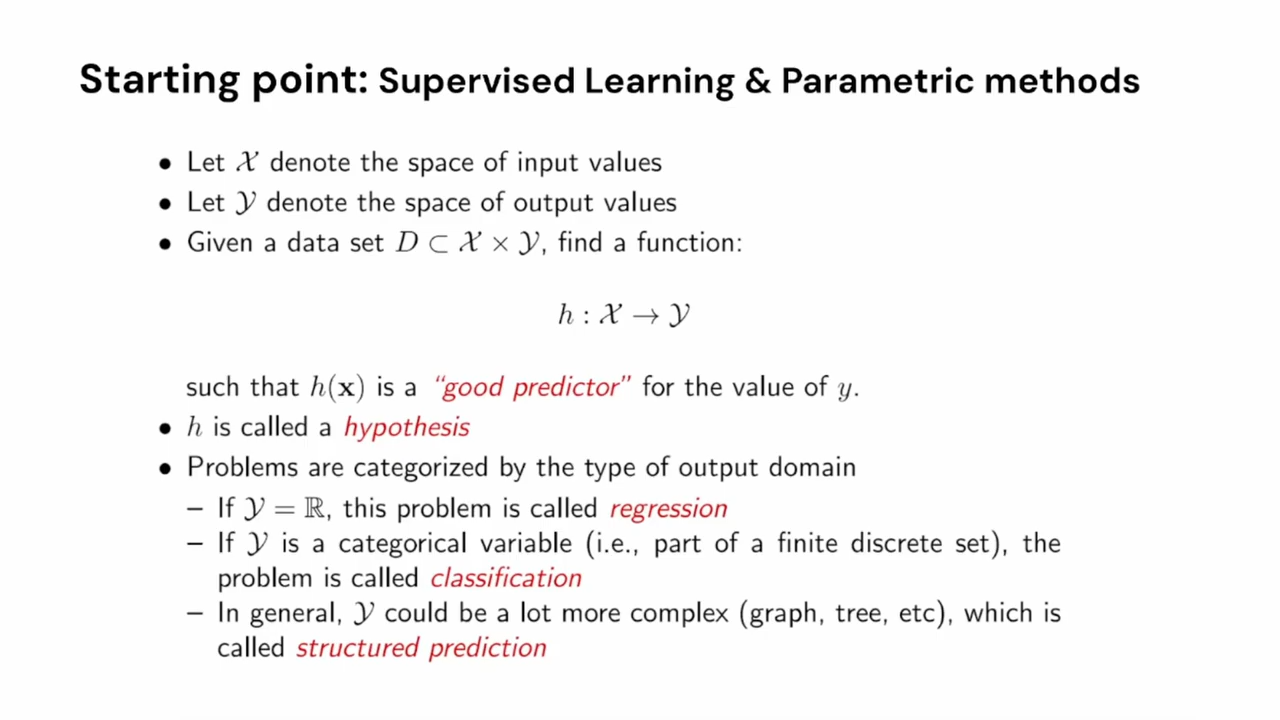 Starting point: Supervised Learning & Parametric methods
• Let 𝒳 denote the space of input values
• Let 𝒴 denote the space of output values
• Given a data set D ⊂ 𝒳 × 𝒴, find a function:
h : 𝒳 → 𝒴
such that h(𝐱) is a “good predictor” for the value of y.
• h is called a hypothesis
• Problems are categorized by the type of output domain
– If 𝒴 = ℝ, this problem is called regression
– If 𝒴 is a categorical variable (i.e., part of a finite discrete set), the
problem is called classification
– In general, 𝒴 could be a lot more complex (graph, tree, etc), which is
called structured prediction